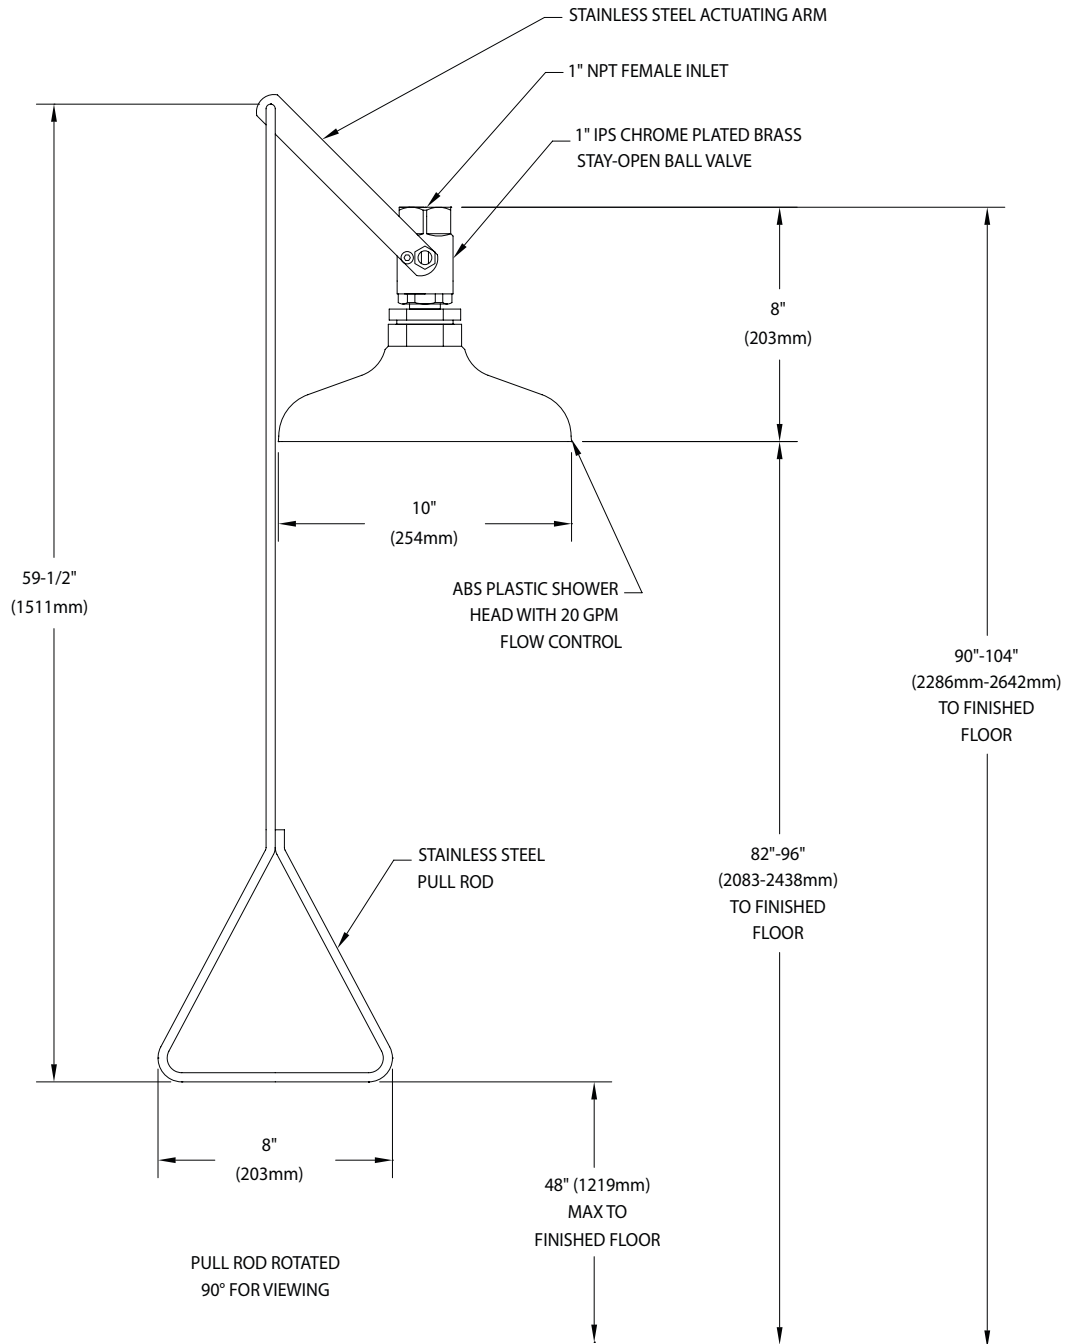 STAINLESS STEEL ACTUATING ARM
1" NPT FEMALE INLET
1" IPS CHROME PLATED BRASS
STAY-OPEN BALL VALVE
8"
(203mm)
10"
(254mm)
59-1/2"
(1511mm)
ABS PLASTIC SHOWER
HEAD WITH 20 GPM
FLOW CONTROL
90"-104"
(2286mm-2642mm)
TO FINISHED
FLOOR
STAINLESS STEEL
PULL ROD
82"-96"
(2083-2438mm)
TO FINISHED
FLOOR
8"
(203mm)
48" (1219mm)
MAX TO
FINISHED FLOOR
PULL ROD ROTATED
90° FOR VIEWING